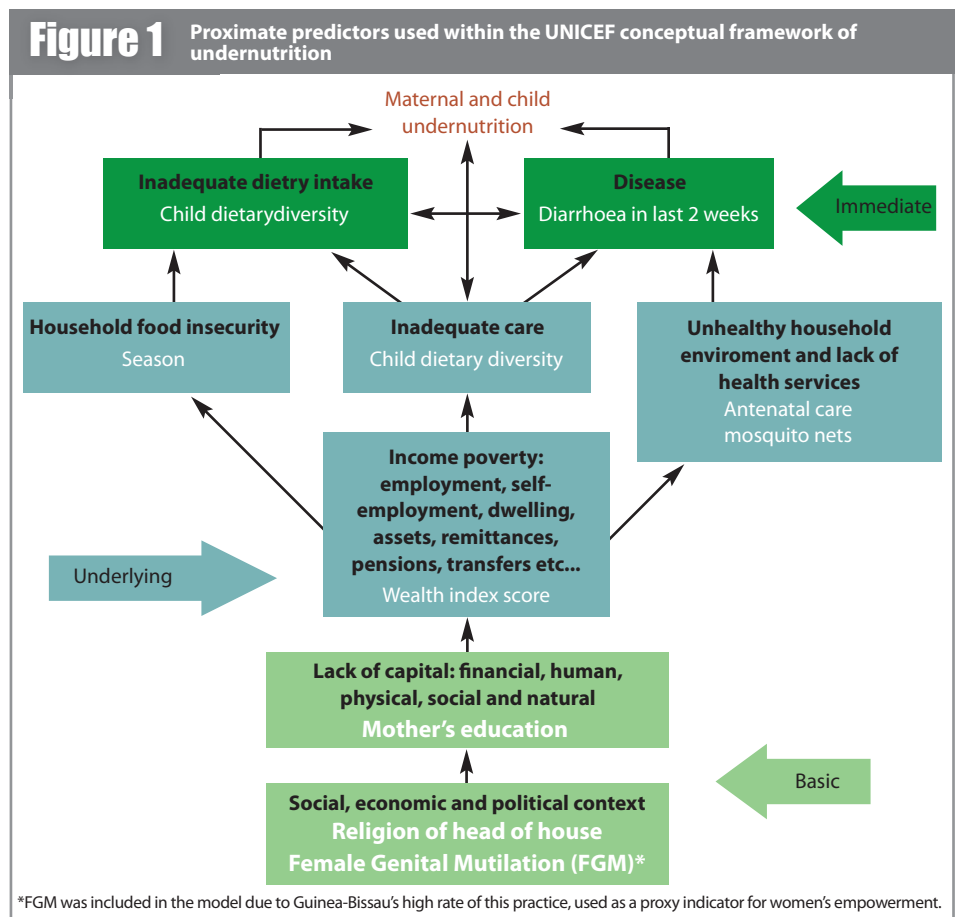 Figure 1 Proximate predictors used within the UNICEF conceptual framework of
undernutrition
Maternal and child
undernutrition
Inadequate dietry intake
Child dietarydiversity
Disease
Diarrhoea in last 2 weeks
Immediate
Household food insecurity
Season
Inadequate care
Child dietary diversity
Unhealthy household
enviroment and lack of
health services
Antenatal care
mosquito nets
Income poverty:
employment, self-
employment, dwelling,
assets, remittances,
pensions, transfers etc...
Wealth index score
Underlying
Lack of capital: financial, human,
physical, social and natural
Mother's education
Basic
Social, economic and political context
Religion of head of house
Female Genital Mutilation (FGM)*
*FGM was included in the model due to Guinea-Bissau's high rate of this practice, used as a proxy indicator for women's empowerment.